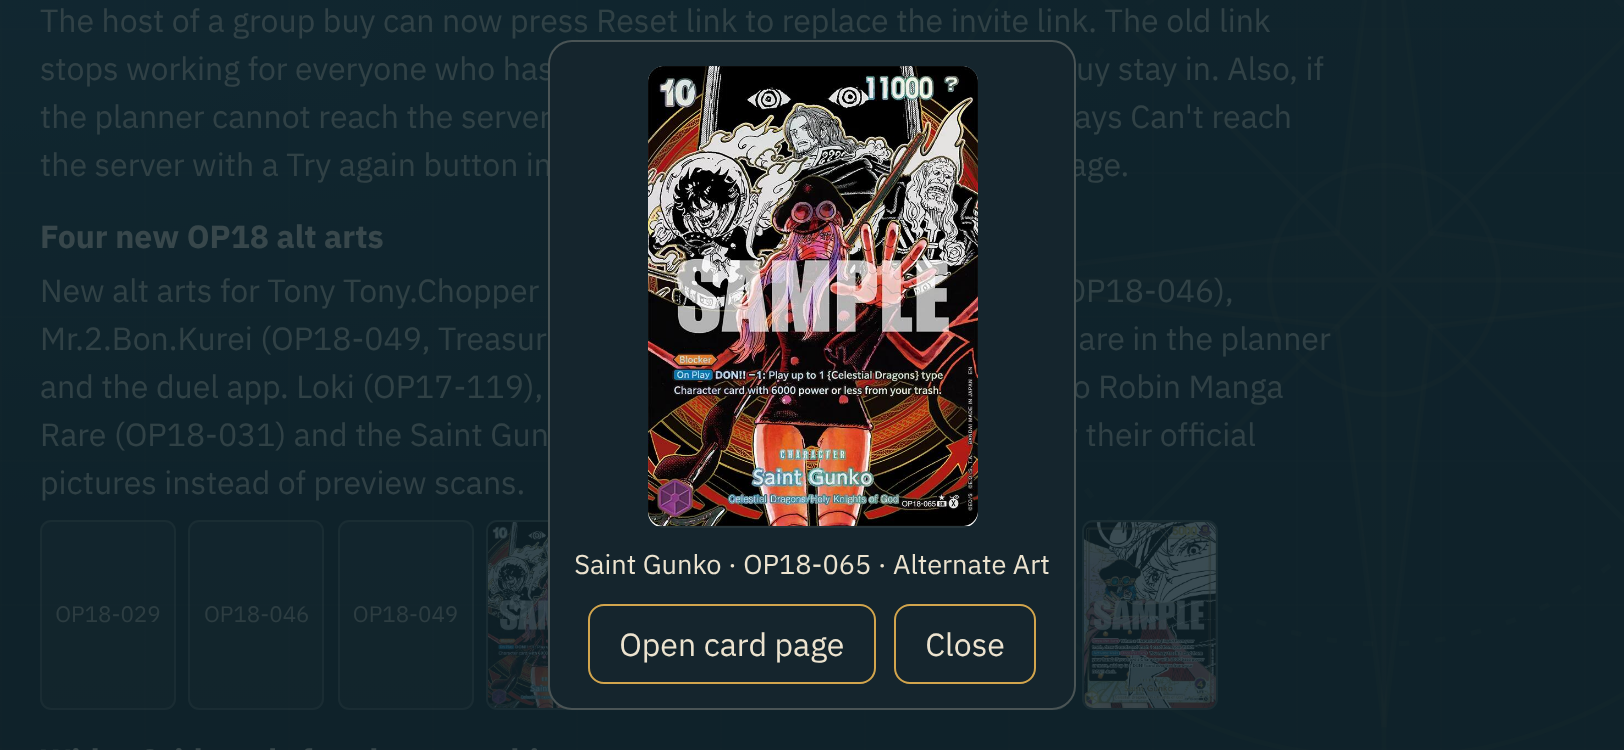 The host of a group buy can now press Reset link to replace the invite link. The old link
stops working for everyone who has uy stay in. Also, if
the planner cannot reach the server ays Can't reach
the server with a Try again button in age.
Four new OP18 alt arts
New alt arts for Tony Tony.Chopper OP18-046),
Mr.2.Bon.Kurei (OP18-049, Treasur are in the planner
and the duel app. Loki (OP17-119), o Robin Manga
Rare (OP18-031) and the Saint Gun their official
pictures instead of preview scans.
OP18-029
OP18-046
OP18-049
10
SAMPLE
10
11000 ?
SAMPLE
Blocker
On Play DON!! −1: Play up to 1 {Celestial Dragons} type
Character card with 6000 power or less from your trash.
CHARACTER
Saint Gunko
Celestial Dragons/Holy Knights of God
OP18-065
Saint Gunko · OP18-065 · Alternate Art
Open card page
Close